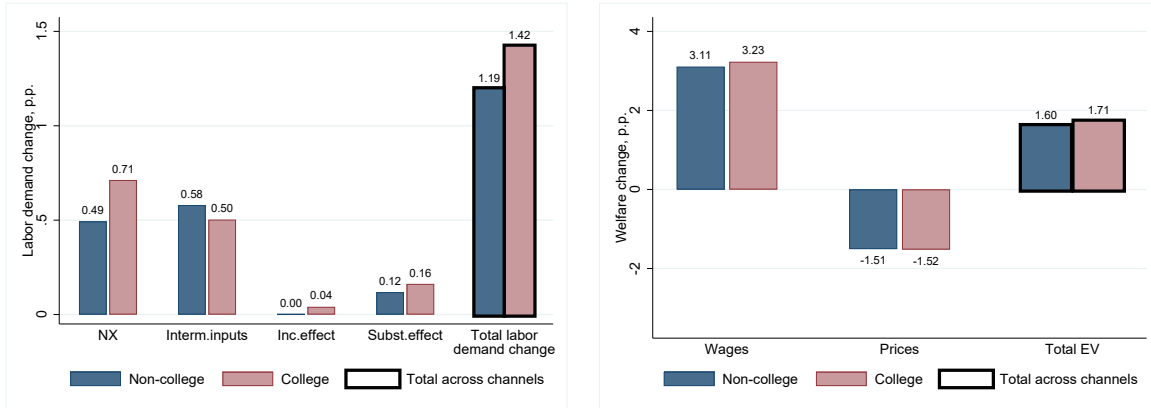 Labor demand change, p.p.
1.5
1
.5
0
0.49
0.71
0.58
0.50
0.00
0.04
0.12
0.16
1.19
1.42
NX
Interm.inputs
Inc.effect
Subst.effect
Total labor
demand change
Non-college
College
Total across channels
Welfare change, p.p.
4
2
0
-2
3.11
3.23
-1.51
-1.52
1.60
1.71
Wages
Prices
Total EV
Non-college
College
Total across channels